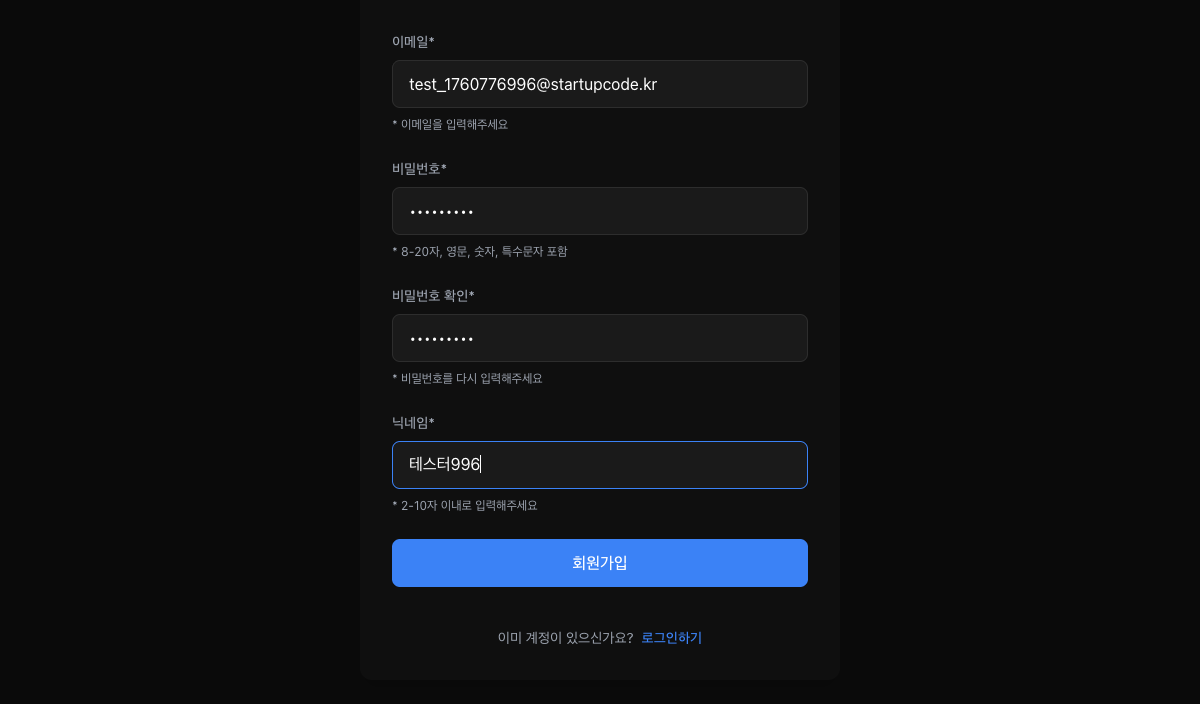 이메일*
test_1760776996@startupcode.kr
* 이메일을 입력해주세요
비밀번호*
•••••••••
* 8-20자, 영문, 숫자, 특수문자 포함
비밀번호 확인*
•••••••••
* 비밀번호를 다시 입력해주세요
닉네임*
테스터996
* 2-10자 이내로 입력해주세요
회원가입
이미 계정이 있으신가요? 로그인하기